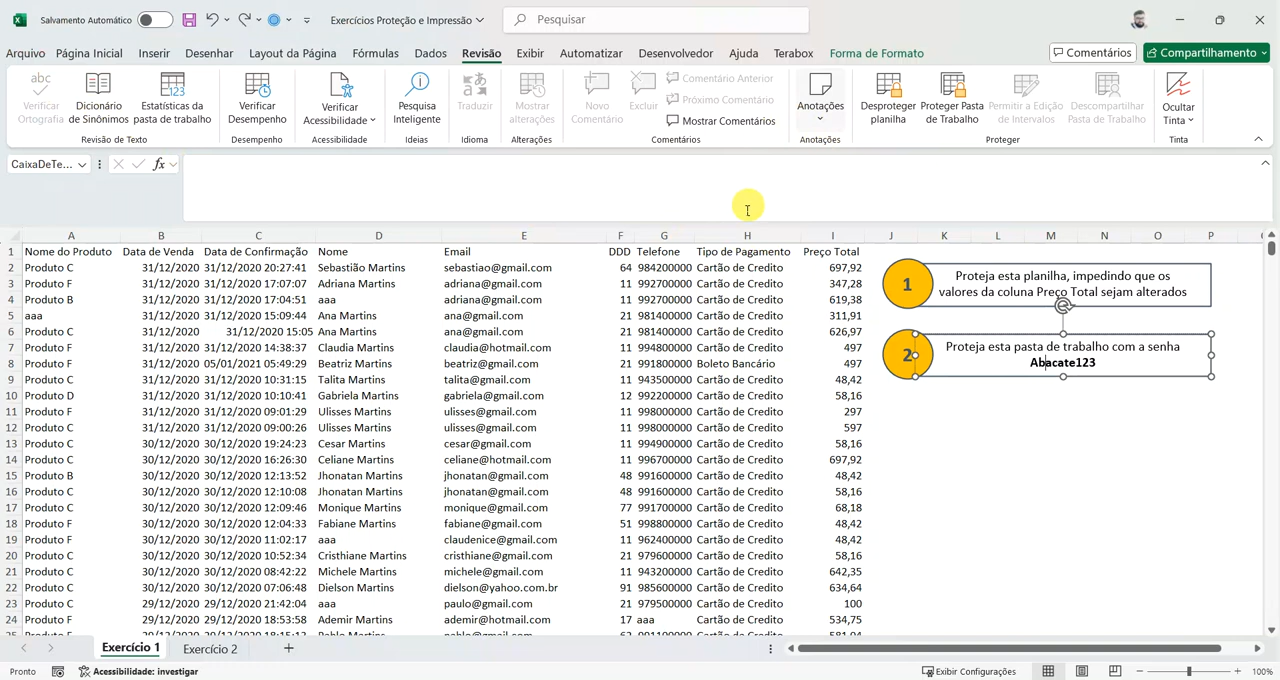 Salvamento Automático
Exercícios Proteção e Impressão
Pesquisar
Arquivo Página Inicial Inserir Desenhar Layout da Página Fórmulas Dados Revisão Exibir Automatizar Desenvolvedor Ajuda Terabox Forma de Formato
Comentários
Compartilhamento
Verificar Ortografia
Dicionário de Sinônimos
Estatísticas da pasta de trabalho
Verificar Desempenho
Verificar Acessibilidade
Pesquisa Inteligente
Traduzir
Mostrar alterações
Novo Comentário
Excluir
Comentário Anterior
Próximo Comentário
Mostrar Comentários
Anotações
Desproteger planilha
Proteger Pasta de Trabalho
Permitir a Edição de Intervalos
Descompartilhar Pasta de Trabalho
Ocultar Tinta
Revisão de Texto Desempenho Acessibilidade Ideias Idioma Alterações Comentários Anotações Proteger Tinta
CaixaDeTe... fx
A B C D E F G H I J K L M N O P
1 Nome do Produto Data de Venda Data de Confirmação Nome Email DDD Telefone Tipo de Pagamento Preço Total
2 Produto C 31/12/2020 31/12/2020 20:27:41 Sebastião Martins sebastiao@gmail.com 64 984200000 Cartão de Credito 697,92
3 Produto F 31/12/2020 31/12/2020 17:07:07 Adriana Martins adriana@gmail.com 11 992700000 Cartão de Credito 347,28
4 Produto B 31/12/2020 31/12/2020 17:04:51 aaa adriana@gmail.com 11 992700000 Cartão de Credito 619,38
5 aaa 31/12/2020 31/12/2020 15:09:44 Ana Martins ana@gmail.com 21 981400000 Cartão de Credito 311,91
6 Produto C 31/12/2020 31/12/2020 15:05 Ana Martins ana@gmail.com 21 981400000 Cartão de Credito 626,97
7 Produto F 31/12/2020 31/12/2020 14:38:37 Claudia Martins claudia@hotmail.com 11 994800000 Cartão de Credito 497
8 Produto F 31/12/2020 02/01/2021 05:49:29 Beatriz Martins beatriz@gmail.com 21 991800000 Boleto Bancário 497
9 Produto C 31/12/2020 31/12/2020 10:31:15 Talita Martins talita@gmail.com 11 943500000 Cartão de Credito 48,42
10 Produto D 31/12/2020 31/12/2020 10:10:41 Gabriela Martins gabriela@gmail.com 12 992200000 Cartão de Credito 58,16
11 Produto F 31/12/2020 31/12/2020 09:01:29 Ulisses Martins ulisses@gmail.com 11 998000000 Cartão de Credito 297
12 Produto F 31/12/2020 31/12/2020 09:00:26 Ulisses Martins ulisses@gmail.com 11 998000000 Cartão de Credito 597
13 Produto C 30/12/2020 30/12/2020 19:24:23 Cesar Martins cesar@gmail.com 11 994900000 Cartão de Credito 58,16
14 Produto C 30/12/2020 30/12/2020 16:26:30 Celiane Martins celiane@hotmail.com 11 996700000 Cartão de Credito 697,92
15 Produto B 30/12/2020 30/12/2020 12:13:52 Jhonatan Martins jhonatan@gmail.com 48 991600000 Cartão de Credito 48,42
16 Produto C 30/12/2020 30/12/2020 12:10:08 Jhonatan Martins jhonatan@gmail.com 48 991600000 Cartão de Credito 58,16
17 Produto C 30/12/2020 30/12/2020 12:09:46 Monique Martins monique@gmail.com 77 991700000 Cartão de Credito 68,18
18 Produto F 30/12/2020 30/12/2020 12:04:33 Fabiane Martins fabiane@gmail.com 51 998800000 Cartão de Credito 48,42
19 Produto F 30/12/2020 30/12/2020 11:02:17 aaa claudenice@gmail.com 11 962400000 Cartão de Credito 48,42
20 Produto C 30/12/2020 30/12/2020 10:52:34 Cristhiane Martins cristhiane@gmail.com 21 979600000 Cartão de Credito 58,16
21 Produto C 30/12/2020 30/12/2020 08:42:22 Michele Martins michele@gmail.com 11 943200000 Cartão de Credito 642,35
22 Produto C 30/12/2020 30/12/2020 07:06:48 Dielson Martins dielson@yahoo.com.br 91 985600000 Cartão de Credito 634,64
23 Produto C 29/12/2020 29/12/2020 21:42:04 aaa paulo@gmail.com 21 979500000 Cartão de Credito 100
24 Produto F 29/12/2020 29/12/2020 18:53:58 Ademir Martins ademir@hotmail.com 17 aaa Cartão de Credito 534,75
1
Proteja esta planilha, impedindo que os
valores da coluna Preço Total sejam alterados
2
Proteja esta pasta de trabalho com a senha
Abacate123
Exercício 1 Exercício 2 +
Pronto Acessibilidade: investigar Exibir Configurações 100%